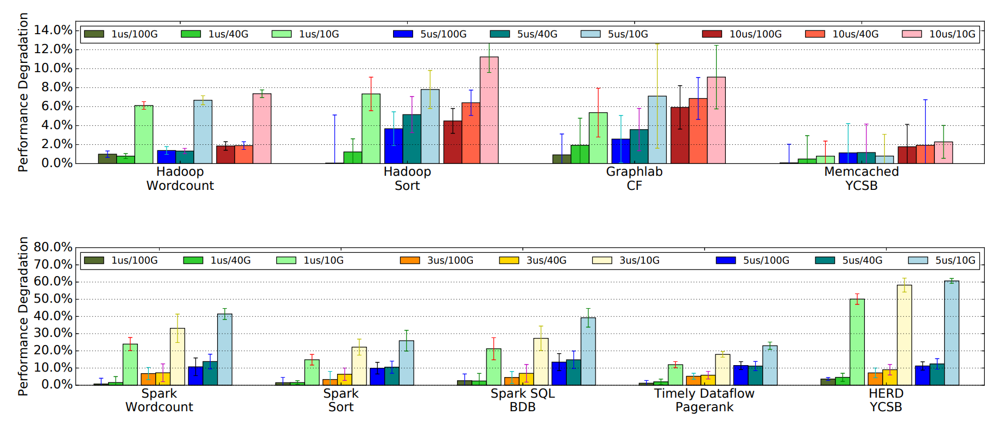 Performance Degradation
14.0%
12.0%
10.0%
8.0%
6.0%
4.0%
2.0%
0.0%
1us/100G 1us/40G 1us/10G 5us/100G 5us/40G 5us/10G 10us/100G 10us/40G 10us/10G
Hadoop Hadoop Graphlab Memcached
Wordcount Sort CF YCSB
Performance Degradation
80.0%
70.0%
60.0%
50.0%
40.0%
30.0%
20.0%
10.0%
0.0%
1us/100G 1us/40G 1us/10G 3us/100G 3us/40G 3us/10G 5us/100G 5us/40G 5us/10G
Spark Spark Spark SQL Timely Dataflow HERD
Wordcount Sort BDB Pagerank YCSB